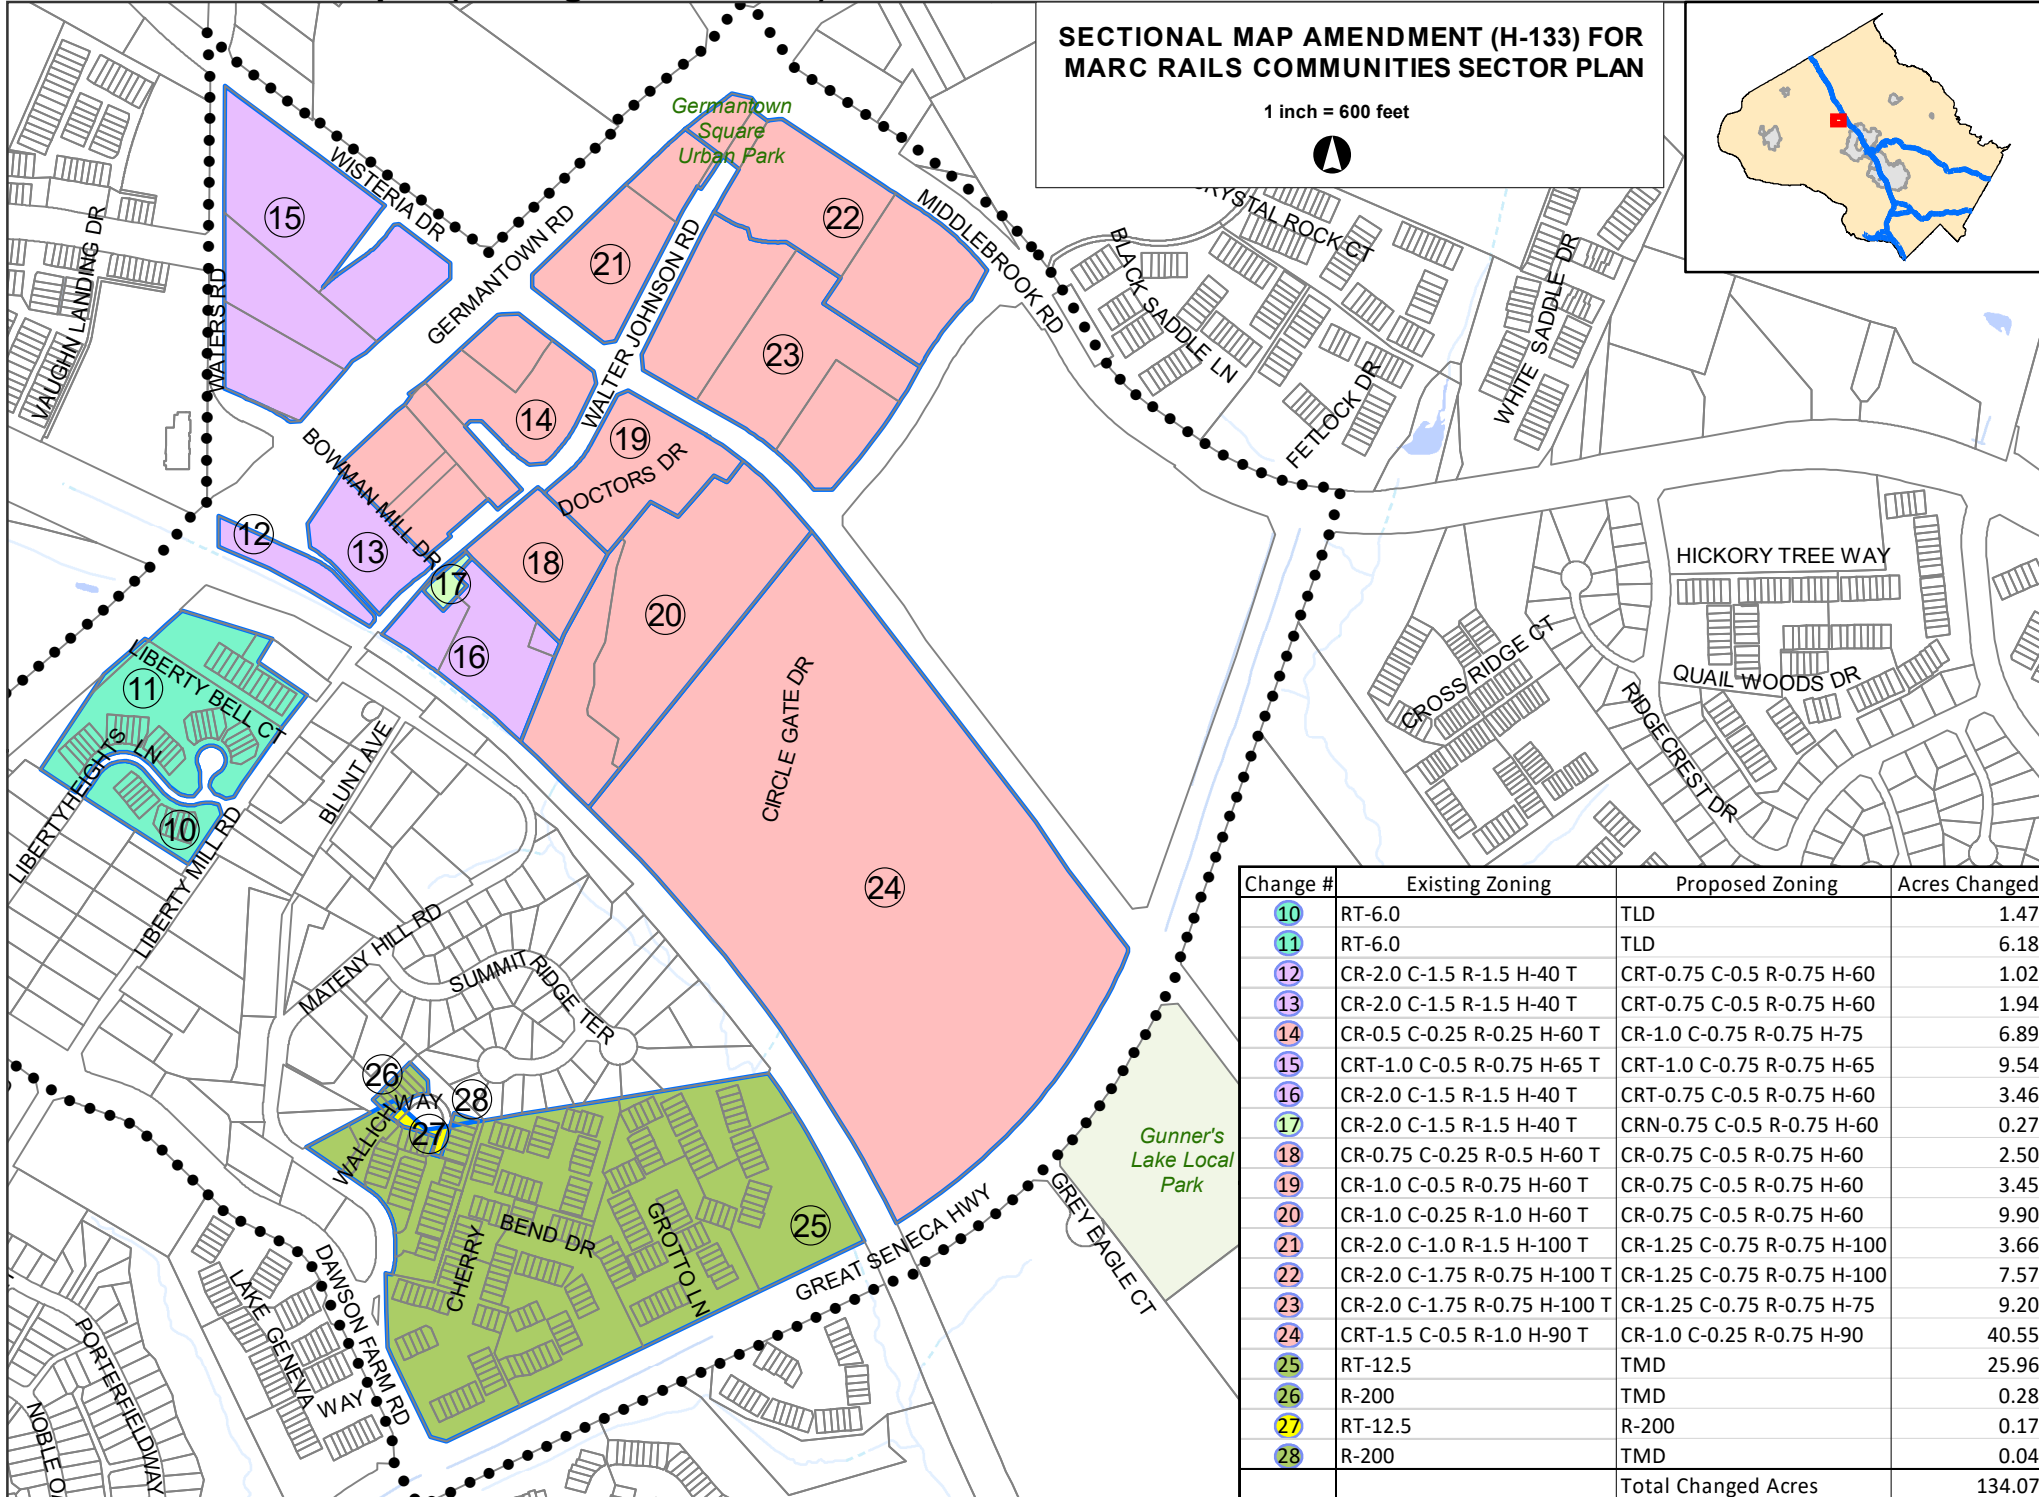 SECTIONAL MAP AMENDMENT (H-133) FOR
MARC RAILS COMMUNITIES SECTOR PLAN
1 inch = 600 feet
Germantown
Square
Urban Park
WISTERIA DR
15
VAUGHN LANDING DR
WATERS RD
GERMANTOWN RD
21
22
WALTER JOHNSON RD
MIDDLEBROOK RD
BLACK SADDLE LN
CRYSTAL ROCK CT
WHITE SADDLE DR
FETLOCK DR
23
14
19
DOCTORS DR
BOWMAN MILL DR
12
13
17
18
16
20
HICKORY TREE WAY
CROSS RIDGE CT
QUAIL WOODS DR
RIDGECREST DR
LIBERTY BELL CT
11
LIBERTY HEIGHTS LN
10
LIBERTY MILL RD
BLUNT AVE
CIRCLE GATE DR
24
MATENY HILL RD
SUMMIT RIDGE TER
26
WALLICH WAY
28
27
CHERRY BEND DR
GROTTO LN
25
GREAT SENECA HWY
GREY EAGLE CT
Gunner's
Lake Local
Park
DAWSON FARM RD
LAKE GENEVA WAY
PORTERFIELD WAY
NOBLE
Change # Existing Zoning Proposed Zoning Acres Changed
10 RT-6.0 TLD 1.47
11 RT-6.0 TLD 6.18
12 CR-2.0 C-1.5 R-1.5 H-40 T CRT-0.75 C-0.5 R-0.75 H-60 1.02
13 CR-2.0 C-1.5 R-1.5 H-40 T CRT-0.75 C-0.5 R-0.75 H-60 1.94
14 CR-0.5 C-0.25 R-0.25 H-60 T CR-1.0 C-0.75 R-0.75 H-75 6.89
15 CRT-1.0 C-0.5 R-0.75 H-65 T CRT-1.0 C-0.75 R-0.75 H-65 9.54
16 CR-2.0 C-1.5 R-1.5 H-40 T CRT-0.75 C-0.5 R-0.75 H-60 3.46
17 CR-2.0 C-1.5 R-1.5 H-40 T CRN-0.75 C-0.5 R-0.75 H-60 0.27
18 CR-0.75 C-0.25 R-0.5 H-60 T CR-0.75 C-0.5 R-0.75 H-60 2.50
19 CR-1.0 C-0.5 R-0.75 H-60 T CR-0.75 C-0.5 R-0.75 H-60 3.45
20 CR-1.0 C-0.25 R-1.0 H-60 T CR-0.75 C-0.5 R-0.75 H-60 9.90
21 CR-2.0 C-1.0 R-1.5 H-100 T CR-1.25 C-0.75 R-0.75 H-100 3.66
22 CR-2.0 C-1.75 R-0.75 H-100 T CR-1.25 C-0.75 R-0.75 H-100 7.57
23 CR-2.0 C-1.75 R-0.75 H-100 T CR-1.25 C-0.75 R-0.75 H-75 9.20
24 CRT-1.5 C-0.5 R-1.0 H-90 T CR-1.0 C-0.25 R-0.75 H-90 40.55
25 RT-12.5 TMD 25.96
26 R-200 TMD 0.28
27 RT-12.5 R-200 0.17
28 R-200 TMD 0.04
Total Changed Acres 134.07